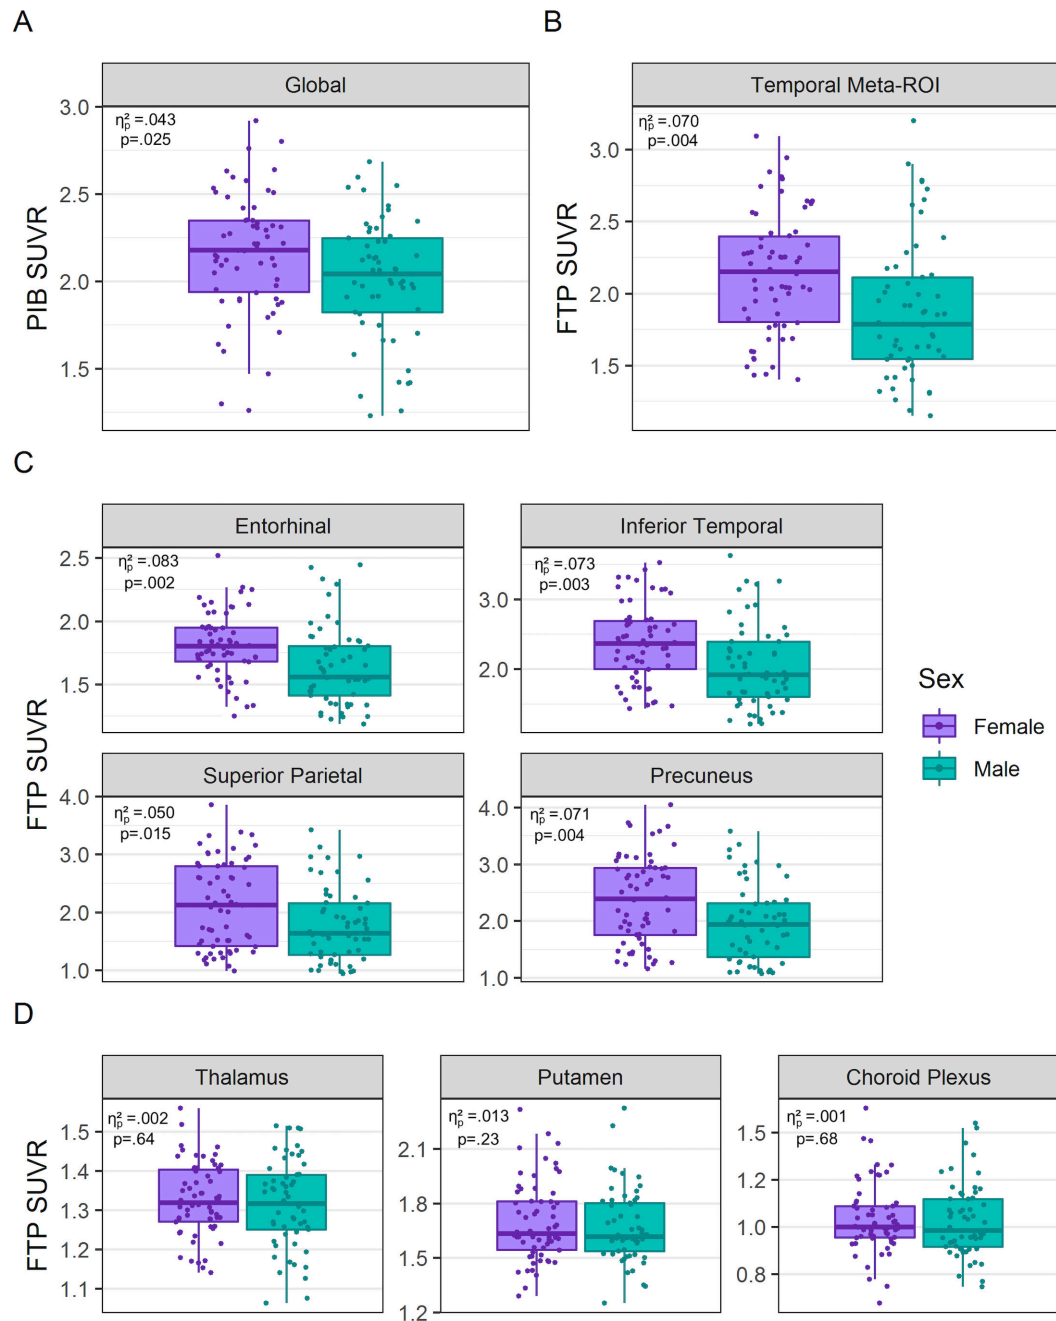 A
B
Global
Temporal Meta-ROI
η²p =.043
p=.025
η²p =.070
p=.004
PIB SUVR
3.0
2.5
2.0
1.5
FTP SUVR
3.0
2.5
2.0
1.5
C
Entorhinal
Inferior Temporal
η²p =.083
p=.002
η²p =.073
p=.003
2.5
2.0
1.5
3.0
2.0
Superior Parietal
Precuneus
η²p =.050
p=.015
η²p =.071
p=.004
FTP SUVR
4.0
3.0
2.0
1.0
4.0
3.0
2.0
1.0
Sex
Female
Male
D
Thalamus
Putamen
Choroid Plexus
η²p =.002
p=.64
η²p =.013
p=.23
η²p =.001
p=.68
FTP SUVR
1.5
1.4
1.3
1.2
1.1
2.1
1.8
1.5
1.2
1.5
1.2
1.0
0.8